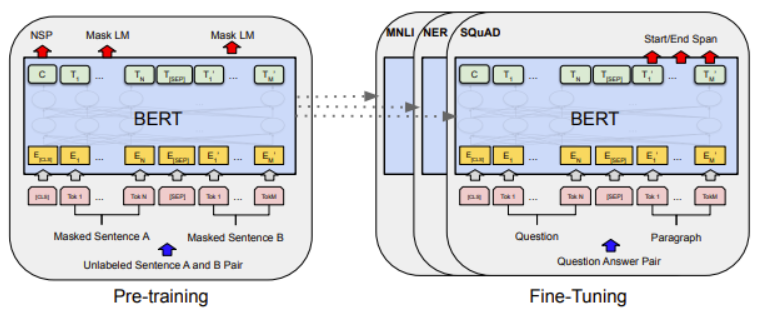 NSP Mask LM Mask LM
C T1 ... TN T[SEP] T1' ... TM'
BERT
E[CLS] E1 ... EN E[SEP] E1' ... EM'
[CLS] Tok 1 ... Tok N [SEP] Tok 1 ... TokM
Masked Sentence A Masked Sentence B
Unlabeled Sentence A and B Pair
Pre-training
MNLI NER SQuAD
Start/End Span
C T1 ... TN T[SEP] T1' ... TM'
BERT
E[CLS] E1 ... EN E[SEP] E1' ... EM'
[CLS] Tok 1 ... Tok N [SEP] Tok 1 ... TokM
Question Paragraph
Question Answer Pair
Fine-Tuning